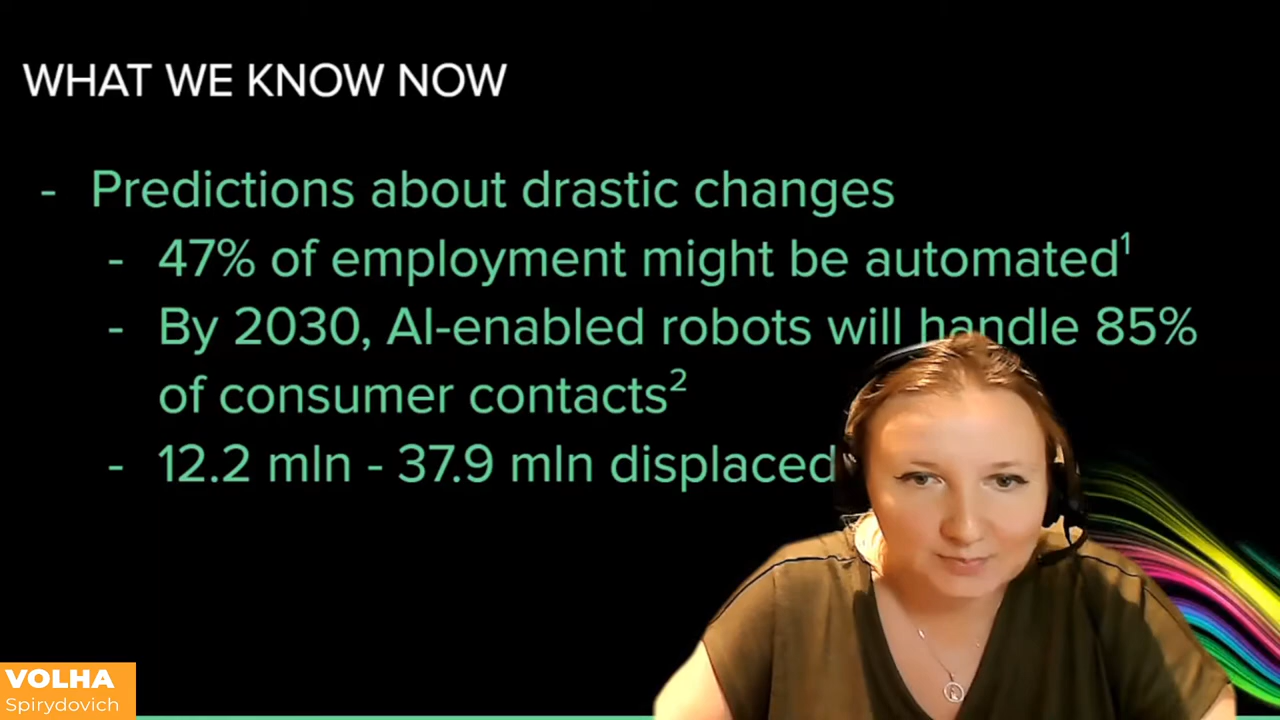 WHAT WE KNOW NOW
- Predictions about drastic changes
- 47% of employment might be automated¹
- By 2030, AI-enabled robots will handle 85%
of consumer contacts²
- 12.2 mln - 37.9 mln displaced
VOLHA
Spirydovich